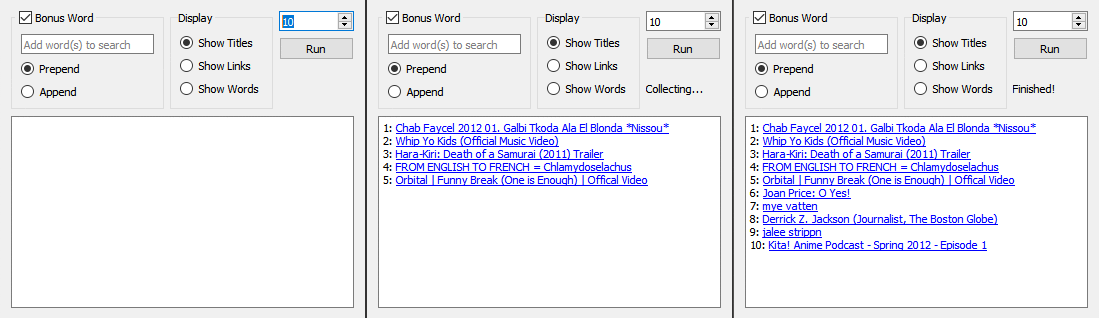 Bonus Word
Display
10
Add word(s) to search
Show Titles
Run
Prepend
Show Links
Append
Show Words
Bonus Word
Display
10
Add word(s) to search
Show Titles
Run
Prepend
Show Links
Append
Show Words
Collecting...
1: Chab Faycel 2012 01. Galbi Tkoda Ala El Blonda *Nissou*
2: Whip Yo Kids (Official Music Video)
3: Hara-Kiri: Death of a Samurai (2011) Trailer
4: FROM ENGLISH TO FRENCH = Chlamydoselachus
5: Orbital | Funny Break (One is Enough) | Offical Video
Bonus Word
Display
10
Add word(s) to search
Show Titles
Run
Prepend
Show Links
Append
Show Words
Finished!
1: Chab Faycel 2012 01. Galbi Tkoda Ala El Blonda *Nissou*
2: Whip Yo Kids (Official Music Video)
3: Hara-Kiri: Death of a Samurai (2011) Trailer
4: FROM ENGLISH TO FRENCH = Chlamydoselachus
5: Orbital | Funny Break (One is Enough) | Offical Video
6: Joan Price: O Yes!
7: mye vatten
8: Derrick Z. Jackson (Journalist, The Boston Globe)
9: jalee strippn
10: Kita! Anime Podcast - Spring 2012 - Episode 1